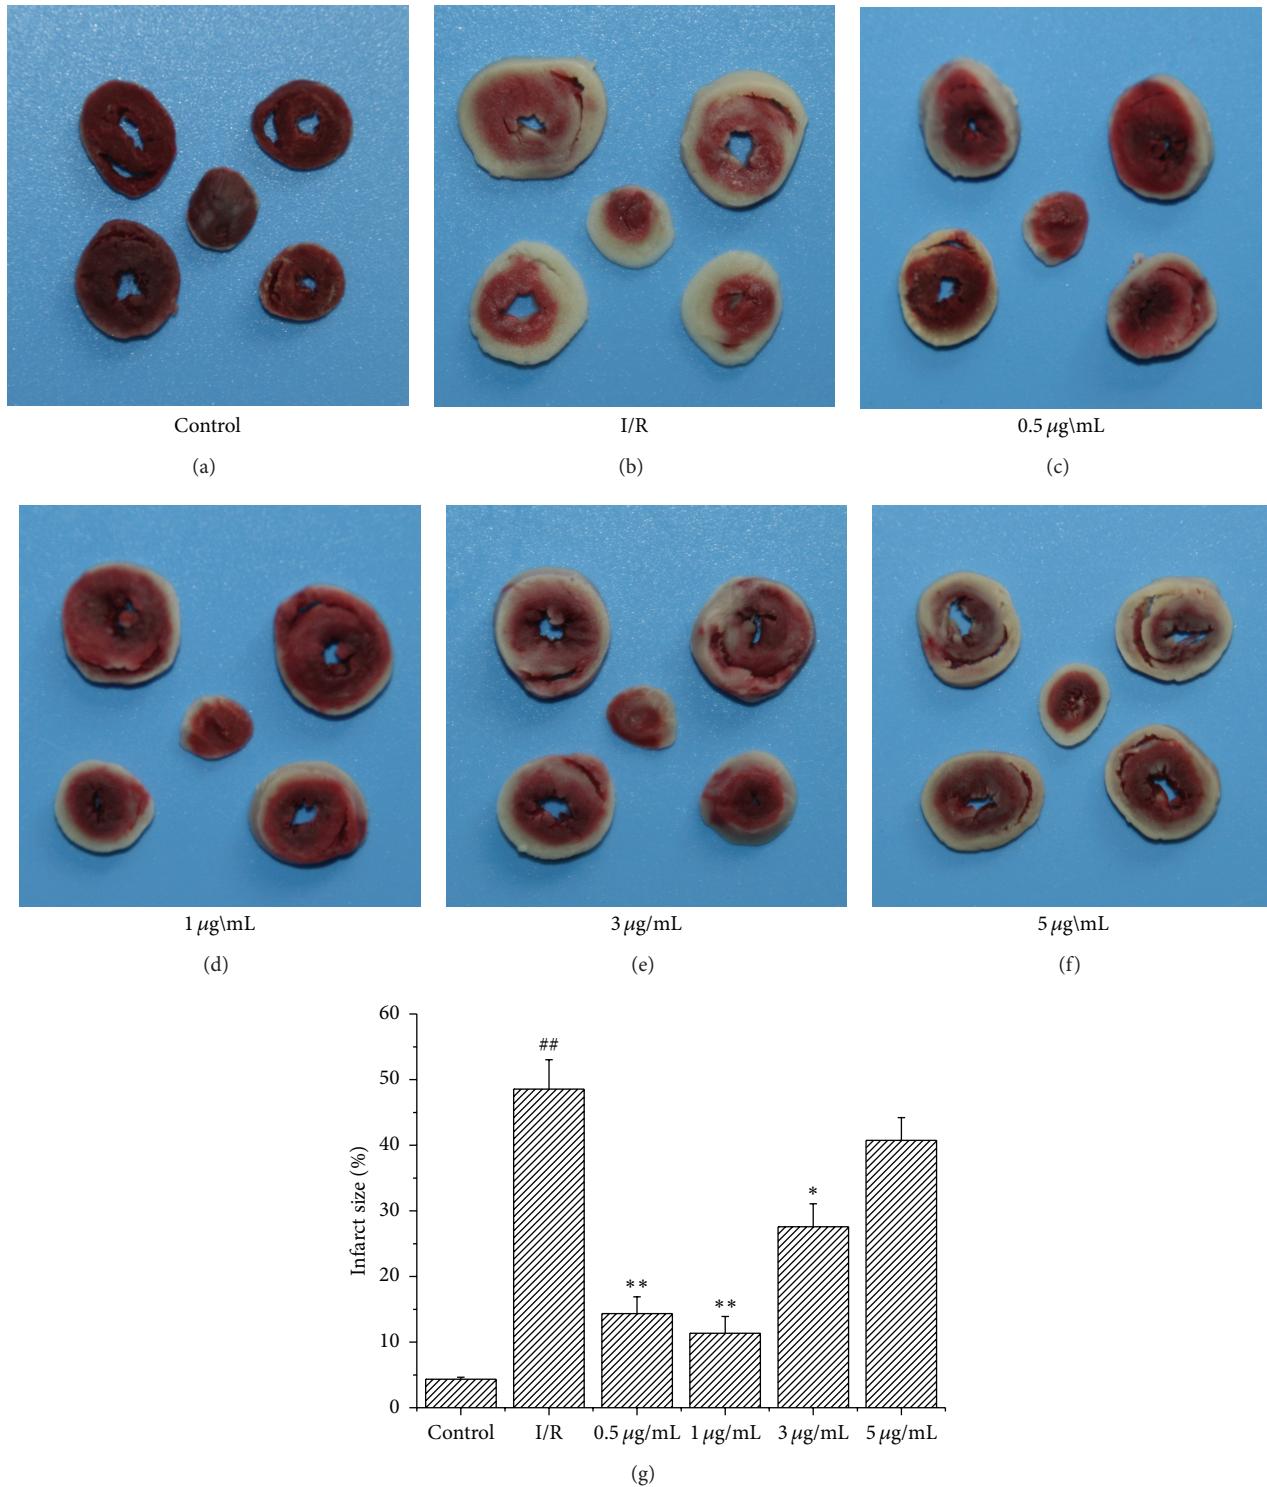 Control
I/R
0.5 µg\mL
(a)
(b)
(c)
1 µg\mL
3 µg/mL
5 µg\mL
(d)
(e)
(f)
60
50
40
30
20
10
0
Infarct size (%)
##
**
**
*
Control
I/R
0.5 µg/mL
1 µg/mL
3 µg/mL
5 µg/mL
(g)